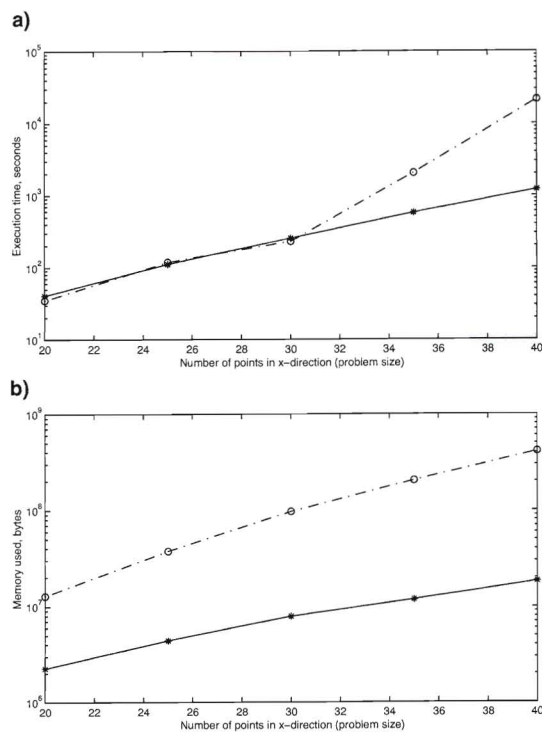 a)
10^5
10^4
10^3
10^2
10^1
Execution time, seconds
20 22 24 26 28 30 32 34 36 38 40
Number of points in x-direction (problem size)
b)
10^9
10^8
10^7
10^6
Memory used, bytes
20 22 24 26 28 30 32 34 36 38 40
Number of points in x-direction (problem size)